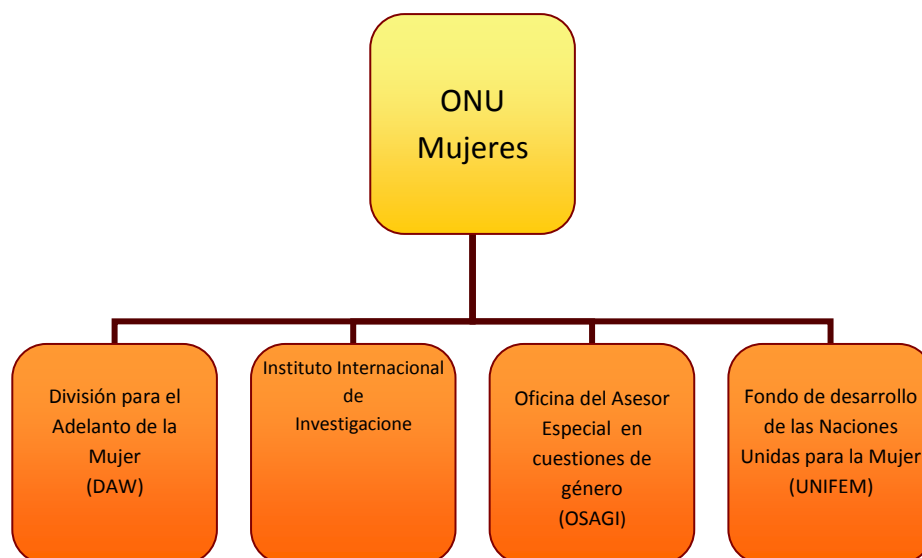 ONU
Mujeres
División para el
Adelanto de la
Mujer
(DAW)
Instituto Internacional
de
Investigacione
Oficina del Asesor
Especial en
cuestiones de
género
(OSAGI)
Fondo de desarrollo
de las Naciones
Unidas para la Mujer
(UNIFEM)